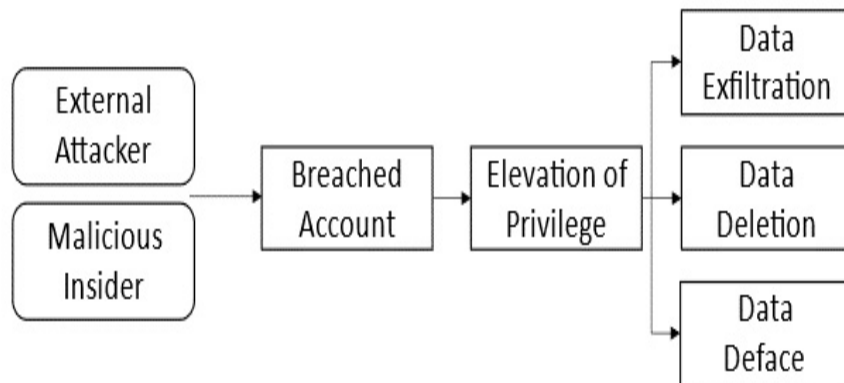 External
Attacker
Malicious
Insider
Breached
Account
Elevation of
Privilege
Data
Exfiltration
Data
Deletion
Data
Deface